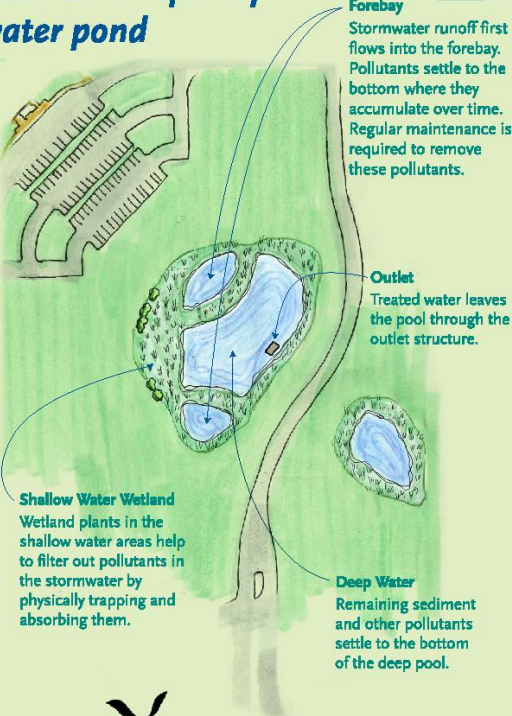 water pond
Forebay
Stormwater runoff first
flows into the forebay.
Pollutants settle to the
bottom where they
accumulate over time.
Regular maintenance is
required to remove
these pollutants.
Outlet
Treated water leaves
the pool through the
outlet structure.
Shallow Water Wetland
Wetland plants in the
shallow water areas help
to filter out pollutants in
the stormwater by
physically trapping and
absorbing them.
Deep Water
Remaining sediment
and other pollutants
settle to the bottom
of the deep pool.